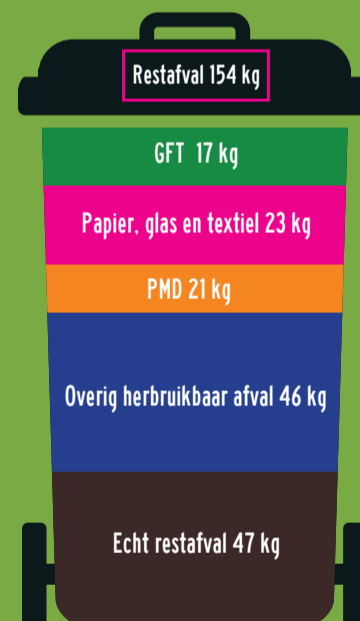 Restafval 154 kg
GFT 17 kg
Papier, glas en textiel 23 kg
PMD 21 kg
Overig herbruikbaar afval 46 kg
Echt restafval 47 kg